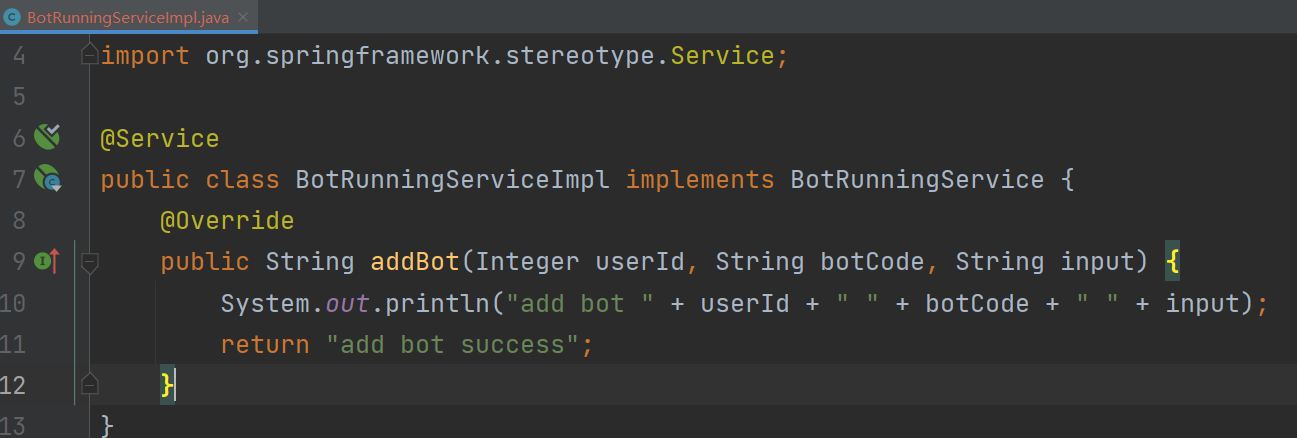 BotRunningServiceImpl.java
4 import org.springframework.stereotype.Service;
5
6 @Service
7 public class BotRunningServiceImpl implements BotRunningService {
8 @Override
9 public String addBot(Integer userId, String botCode, String input) {
10 System.out.println("add bot " + userId + " " + botCode + " " + input);
11 return "add bot success";
12 }
13 }